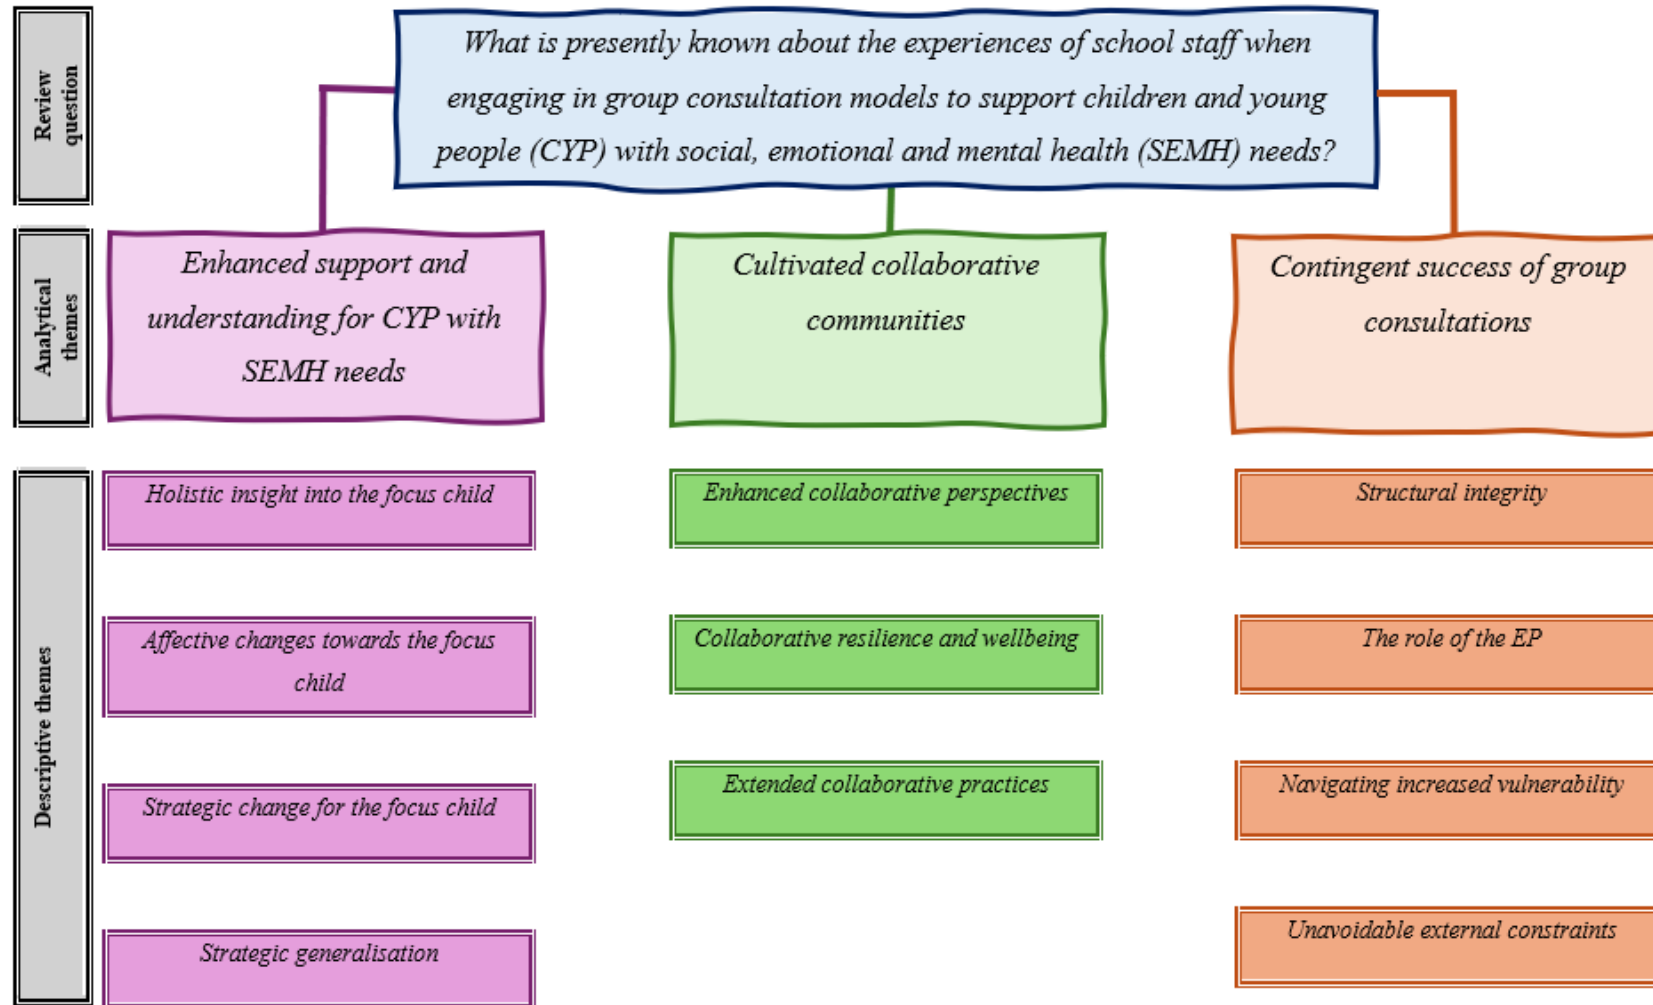 Review
question
What is presently known about the experiences of school staff when
engaging in group consultation models to support children and young
people (CYP) with social, emotional and mental health (SEMH) needs?
Analytical
themes
Enhanced support and
understanding for CYP with
SEMH needs
Cultivated collaborative
communities
Contingent success of group
consultations
Descriptive themes
Holistic insight into the focus child
Affective changes towards the focus
child
Strategic change for the focus child
Strategic generalisation
Enhanced collaborative perspectives
Collaborative resilience and wellbeing
Extended collaborative practices
Structural integrity
The role of the EP
Navigating increased vulnerability
Unavoidable external constraints